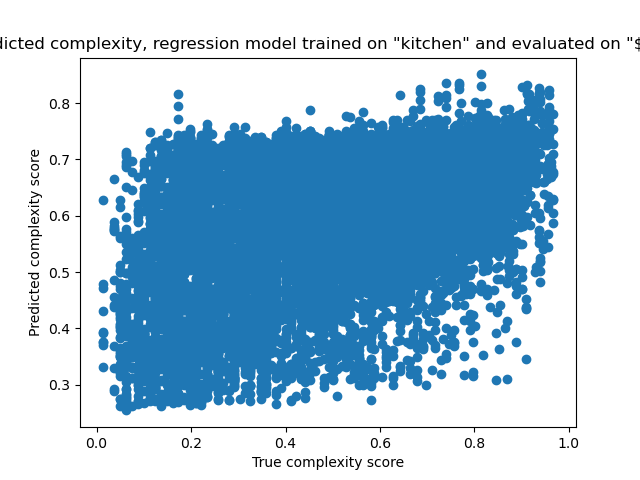 dicted complexity, regression model trained on "kitchen" and evaluated on "$
0.8
0.7
0.6
0.5
0.4
0.3
Predicted complexity score
0.0 0.2 0.4 0.6 0.8 1.0
True complexity score